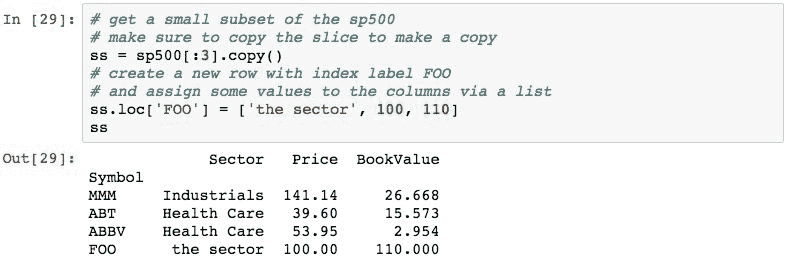 In [29]: # get a small subset of the sp500
# make sure to copy the slice to make a copy
ss = sp500[:3].copy()
# create a new row with index label FOO
# and assign some values to the columns via a list
ss.loc['FOO'] = ['the sector', 100, 110]
ss
Out[29]: Sector Price BookValue
Symbol
MMM Industrials 141.14 26.668
ABT Health Care 39.60 15.573
ABBV Health Care 53.95 2.954
FOO the sector 100.00 110.000